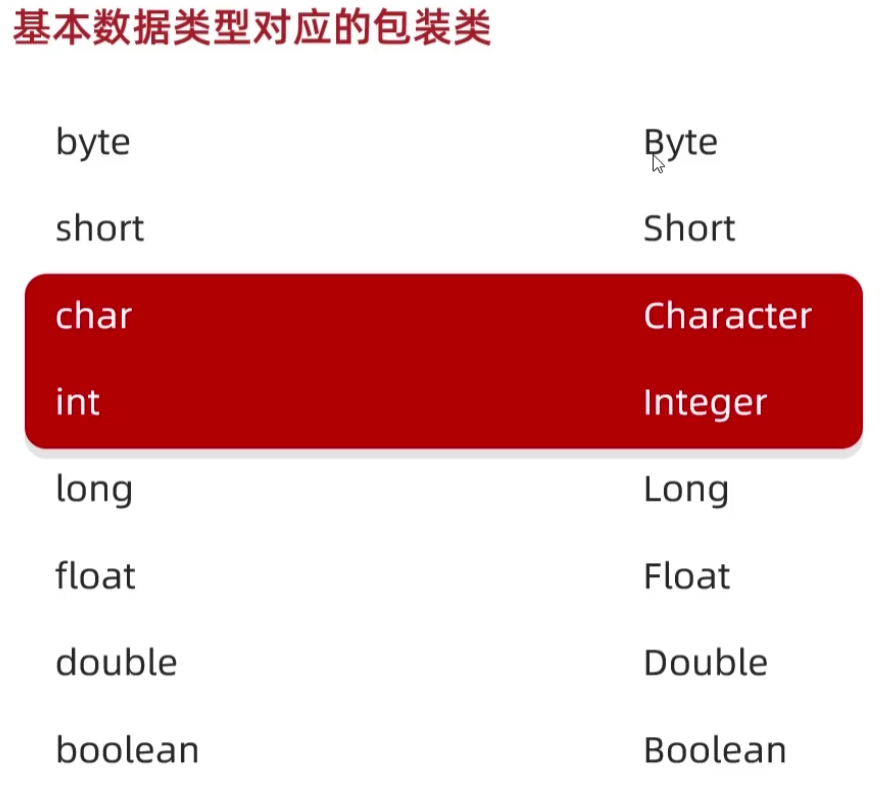 基本数据类型对应的包装类
byte Byte
short Short
char Character
int Integer
long Long
float Float
double Double
boolean Boolean